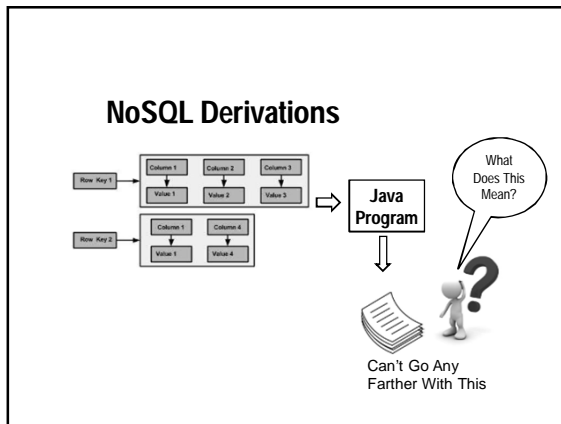 NoSQL Derivations
Row Key 1
Column 1
Column 2
Column 3
Value 1
Value 2
Value 3
Row Key 2
Column 1
Column 4
Value 1
Value 4
Java
Program
What
Does This
Mean?
Can't Go Any
Farther With This